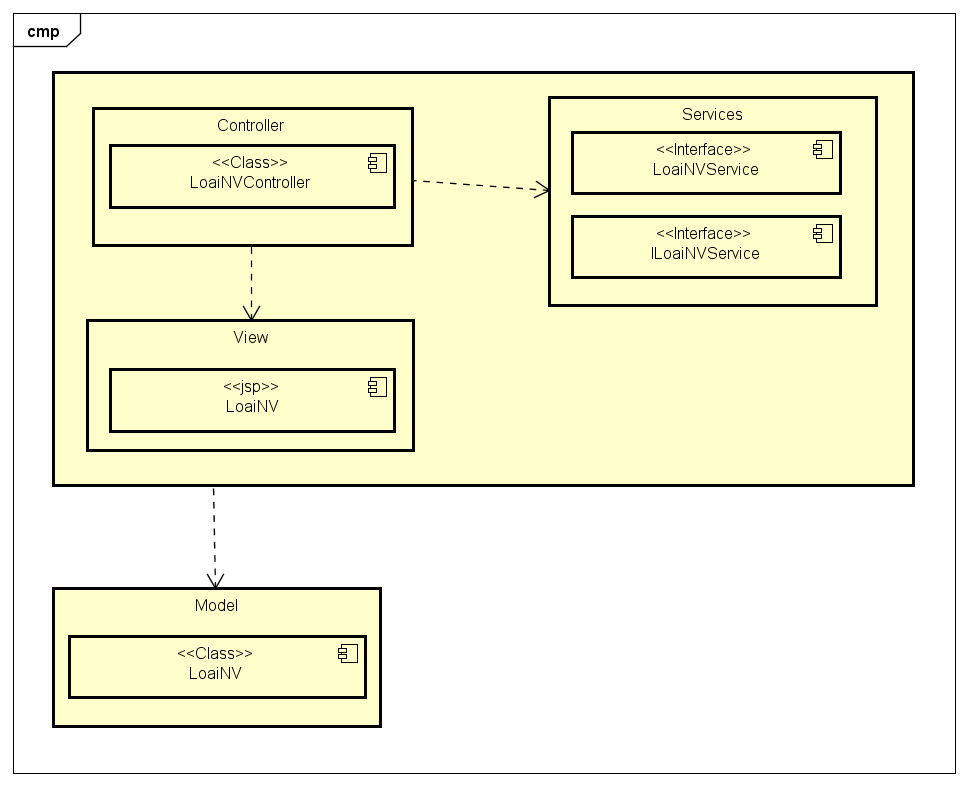 cmp
Controller
<<Class>>
LoaiNVController
Services
<<Interface>>
LoaiNVService
<<Interface>>
ILoaiNVService
View
<<jsp>>
LoaiNV
Model
<<Class>>
LoaiNV